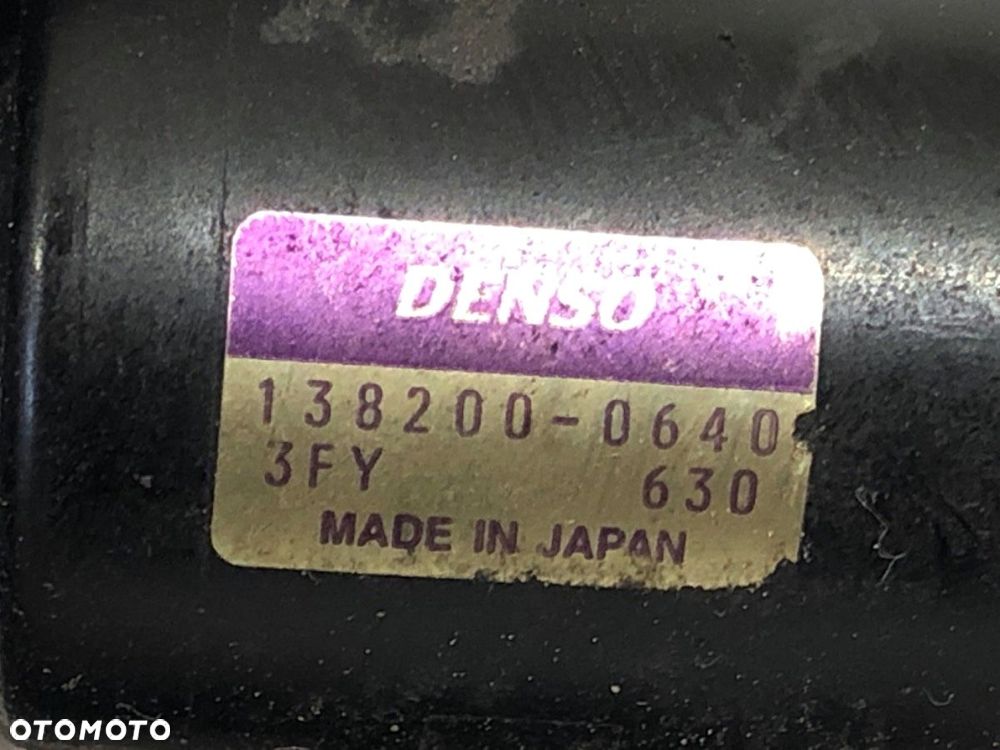 DENSO
138200-0640
3FY 630
MADE IN JAPAN
OTOMOTO